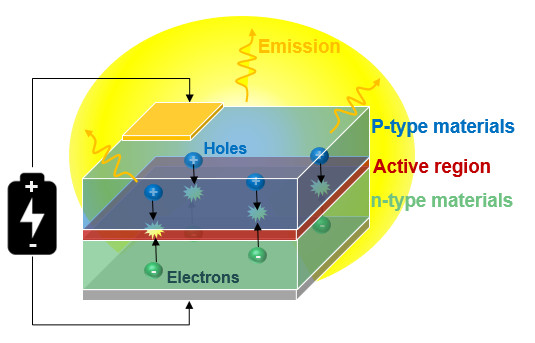 Emission
P-type materials
Holes
Active region
n-type materials
Electrons
+
-
+
+
+
+
-
-